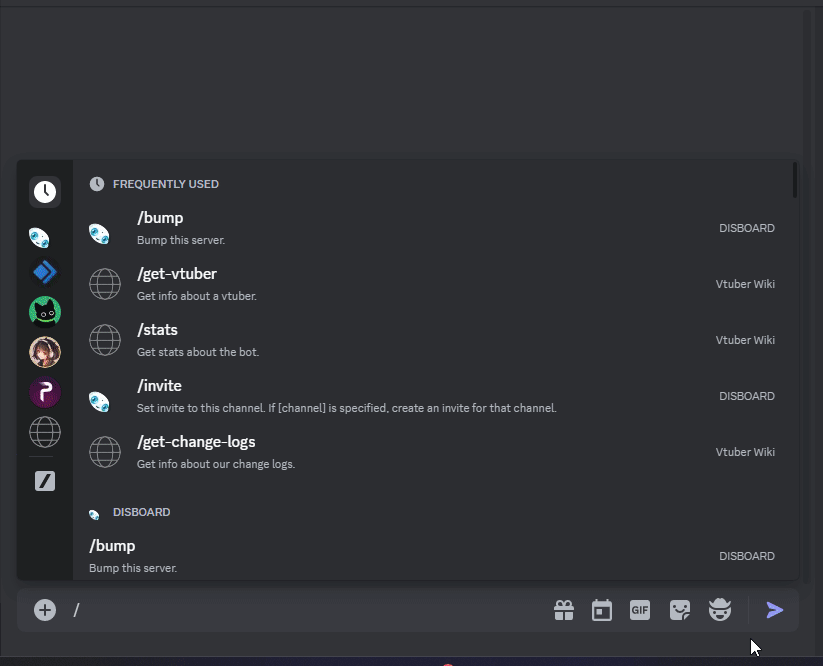 FREQUENTLY USED
/bump
Bump this server.
DISBOARD
/get-vtuber
Get info about a vtuber.
Vtuber Wiki
/stats
Get stats about the bot.
Vtuber Wiki
/invite
Set invite to this channel. If [channel] is specified, create an invite for that channel.
DISBOARD
/get-change-logs
Get info about our change logs.
Vtuber Wiki
DISBOARD
/bump
Bump this server.
DISBOARD
/
GIF